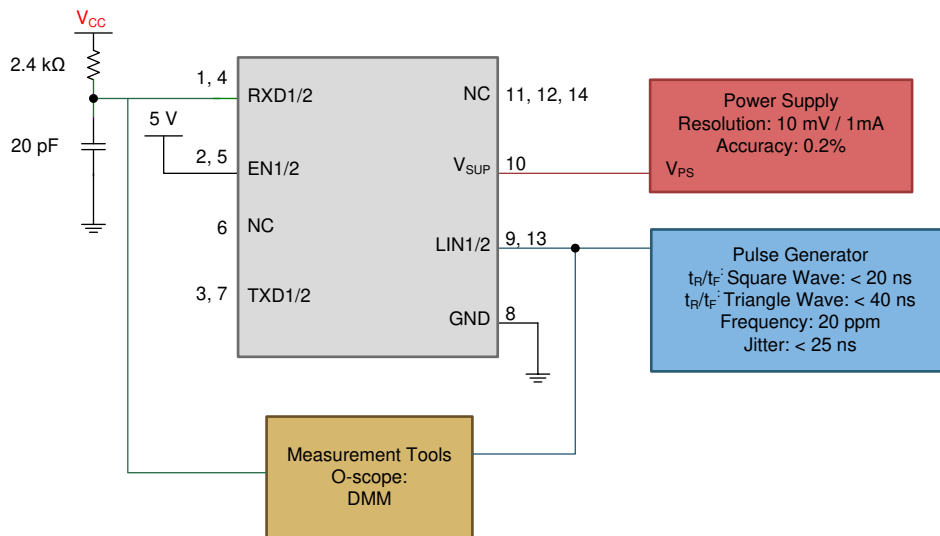 VCC
2.4 kΩ
20 pF
5 V
1, 4
RXD1/2
2, 5
EN1/2
6
NC
3, 7
TXD1/2
NC
11, 12, 14
VSUP
10
LIN1/2
9, 13
GND
8
Power Supply
Resolution: 10 mV / 1mA
Accuracy: 0.2%
VPS
Pulse Generator
tR/tF: Square Wave: < 20 ns
tR/tF: Triangle Wave: < 40 ns
Frequency: 20 ppm
Jitter: < 25 ns
Measurement Tools
O-scope:
DMM